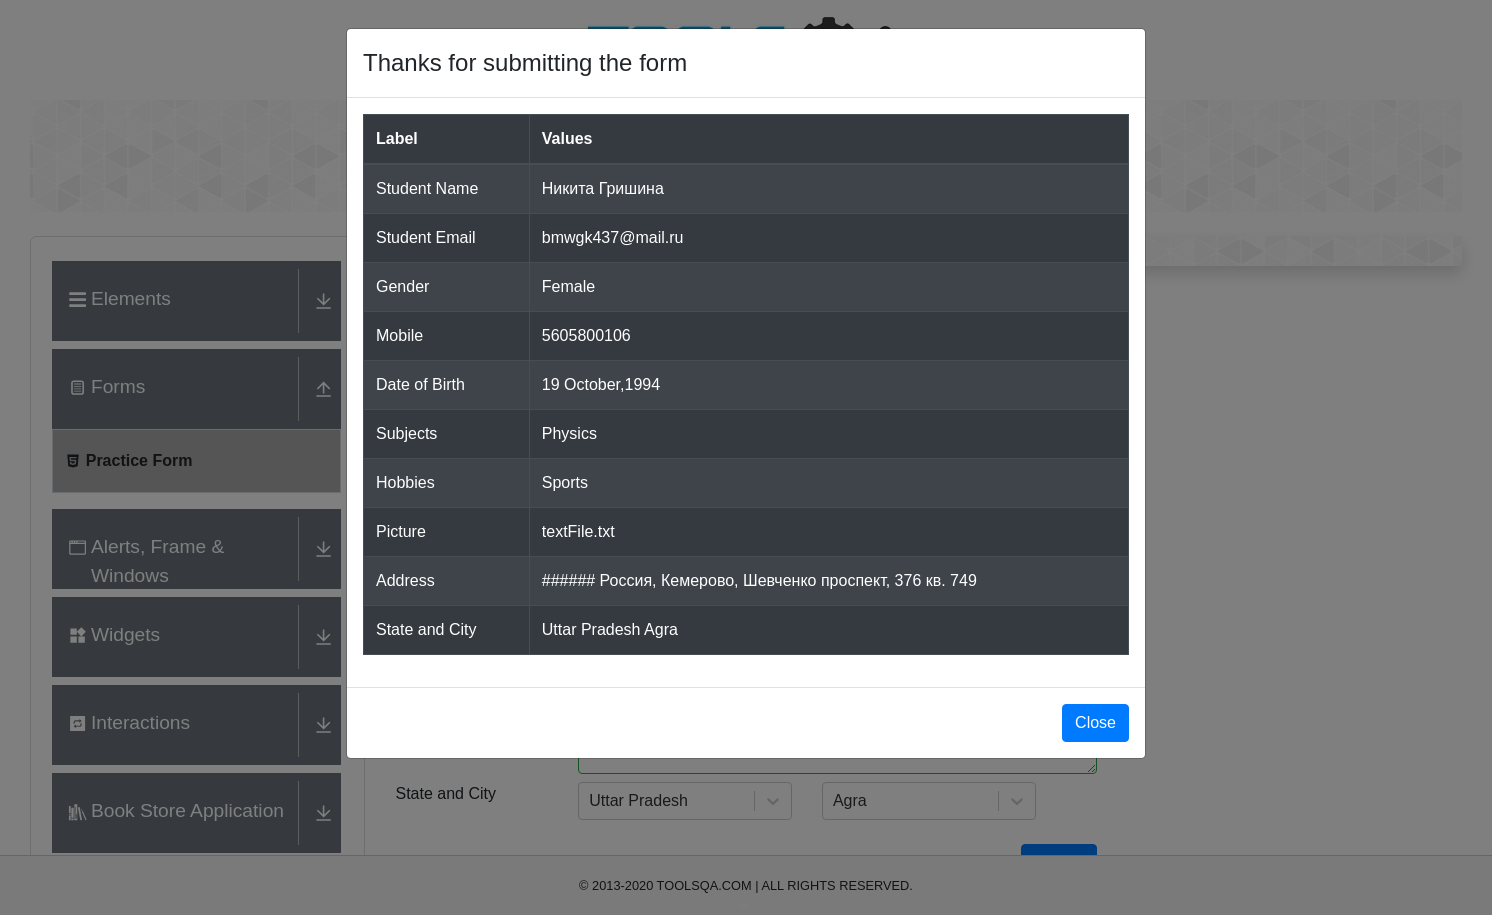 Thanks for submitting the form
Label Values
Student Name Никита Гришина
Student Email bmwgk437@mail.ru
Gender Female
Mobile 5605800106
Date of Birth 19 October,1994
Subjects Physics
Hobbies Sports
Picture textFile.txt
Address ###### Россия, Кемерово, Шевченко проспект, 376 кв. 749
State and City Uttar Pradesh Agra
Close
Elements
Forms
Practice Form
Alerts, Frame &
Windows
Widgets
Interactions
Book Store Application
State and City Uttar Pradesh Agra
© 2013-2020 TOOLSQA.COM | ALL RIGHTS RESERVED.